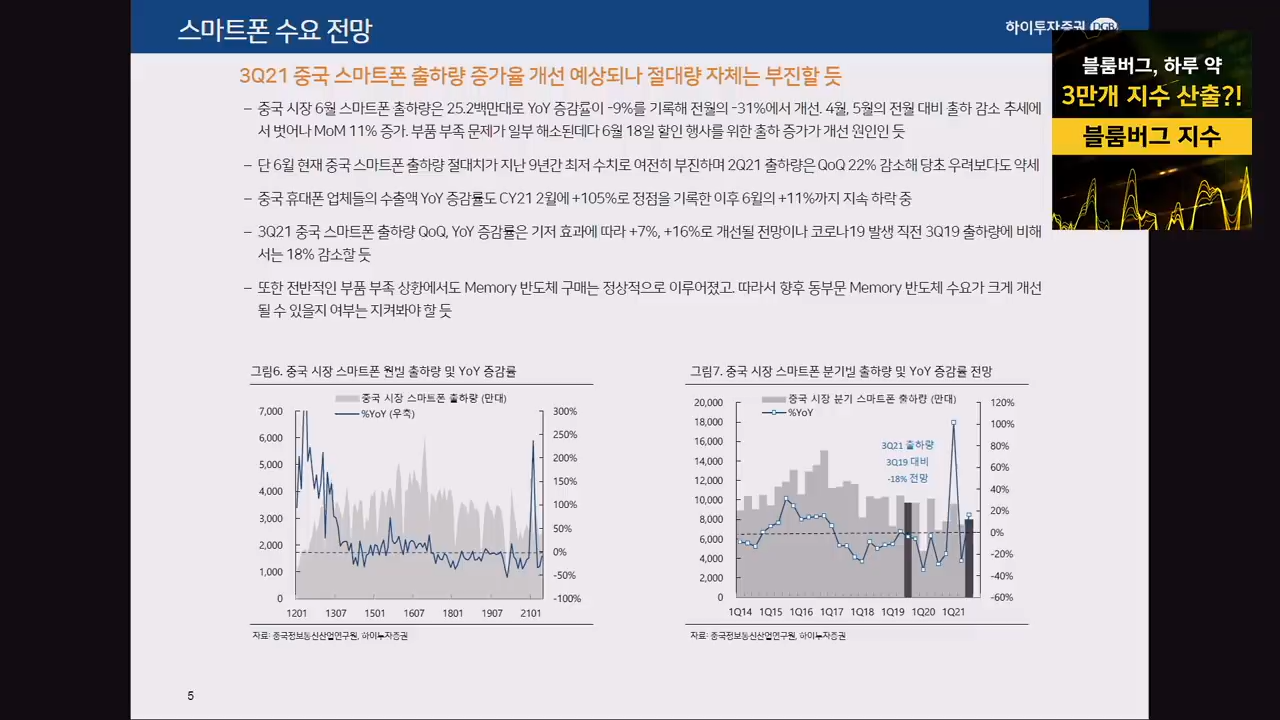 스마트폰 수요 전망
하이투자증권 DGB
블룸버그, 하루 약
3만개 지수 산출?!
블룸버그 지수
3Q21 중국 스마트폰 출하량 증가율 개선 예상되나 절대량 자체는 부진할 듯
– 중국 시장 6월 스마트폰 출하량은 25.2백만대로 YoY 증감률이 -9%를 기록해 전월의 -31%에서 개선. 4월, 5월의 전월 대비 출하 감소 추세에
서 벗어나 MoM 11% 증가. 부품 부족 문제가 일부 해소된데다 6월 18일 할인 행사를 위한 출하 증가가 개선 원인인 듯
– 단 6월 현재 중국 스마트폰 출하량 절대치가 지난 9년간 최저 수치로 여전히 부진하며 2Q21 출하량은 QoQ 22% 감소해 당초 우려보다도 약세
– 중국 휴대폰 업체들의 수출액 YoY 증감률도 CY21 2월에 +105%로 정점을 기록한 이후 6월의 +11%까지 지속 하락 중
– 3Q21 중국 스마트폰 출하량 QoQ, YoY 증감률은 기저 효과에 따라 +7%, +16%로 개선될 전망이나 코로나19 발생 직전 3Q19 출하량에 비해
서는 18% 감소할 듯
– 또한 전반적인 부품 부족 상황에서도 Memory 반도체 구매는 정상적으로 이루어졌고. 따라서 향후 동부문 Memory 반도체 수요가 크게 개선
될 수 있을지 여부는 지켜봐야 할 듯
그림6. 중국 시장 스마트폰 월별 출하량 및 YoY 증감률
중국 시장 스마트폰 출하량 (만대)
%YoY (우축)
7,000
6,000
5,000
4,000
3,000
2,000
1,000
0
300%
250%
200%
150%
100%
50%
0%
-50%
-100%
1201 1307 1501 1607 1801 1907 2101
자료: 중국정보통신산업연구원, 하이투자증권
그림7. 중국 시장 스마트폰 분기별 출하량 및 YoY 증감률 전망
중국 시장 분기 스마트폰 출하량 (만대)
%YoY
20,000
18,000
16,000
14,000
12,000
10,000
8,000
6,000
4,000
2,000
0
3Q21 출하량
3Q19 대비
-18% 전망
120%
100%
80%
60%
40%
20%
0%
-20%
-40%
-60%
1Q14 1Q15 1Q16 1Q17 1Q18 1Q19 1Q20 1Q21
자료: 중국정보통신산업연구원, 하이투자증권
5